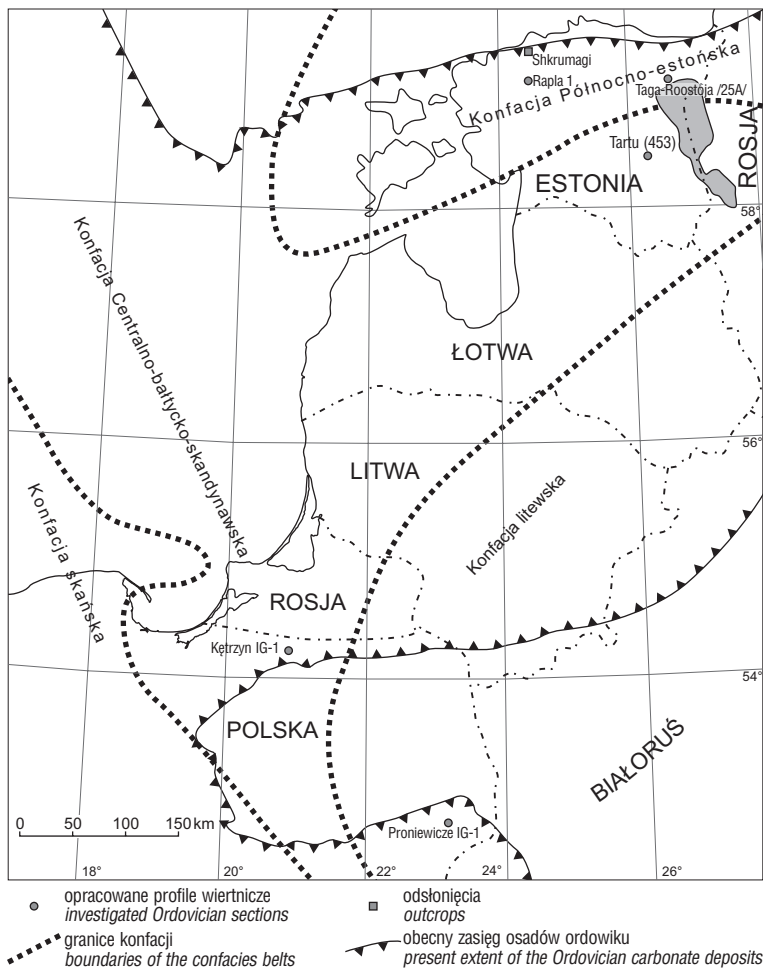 Shkrumagi
Rapla 1
Konfacja Północno-estońska
Taga-Roostója /25A/
Tartu (453)
ROSJA
ESTONIA
58°
Konfacja Centralno-bałtycko-skandynawska
ŁOTWA
56°
LITWA
Konfacja litewska
Konfacja skańska
ROSJA
Kętrzyn IG-1
54°
POLSKA
BIAŁORUŚ
0 50 100 150 km
Proniewicze IG-1
18° 20° 22° 24° 26°
opracowane profile wiertnicze
investigated Ordovician sections
odsłonięcia
outcrops
granice konfacji
boundaries of the confacies belts
obecny zasięg osadów ordowiku
present extent of the Ordovician carbonate deposits